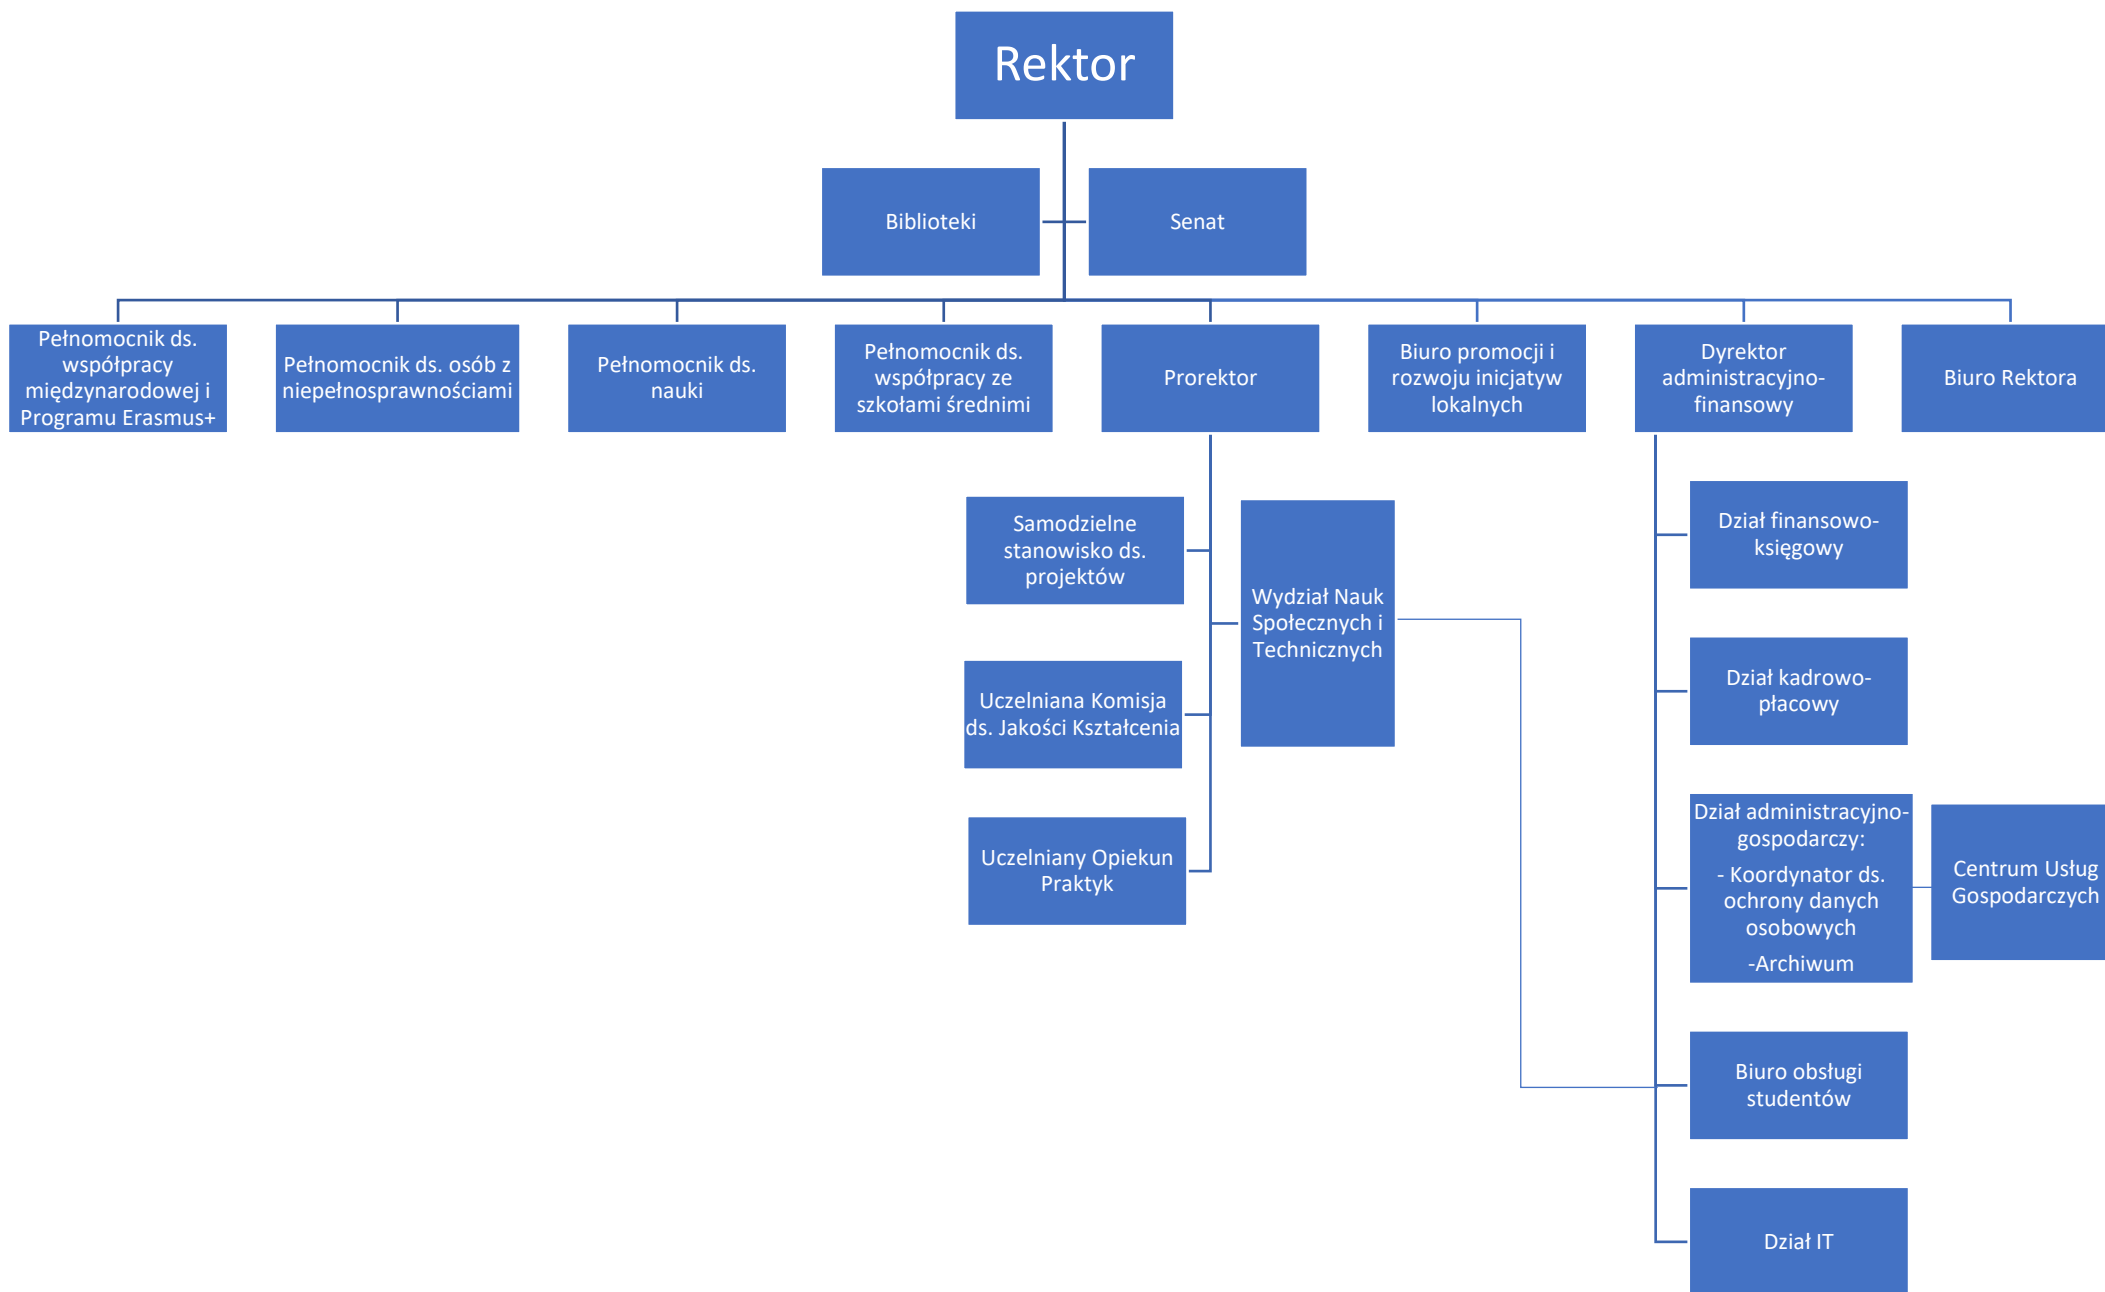 Rektor
Biblioteki
Senat
Pełnomocnik ds.
współpracy
międzynarodowej i
Programu Erasmus+
Pełnomocnik ds. osób z
niepełnosprawnościami
Pełnomocnik ds.
nauki
Pełnomocnik ds.
współpracy ze
szkołami średnimi
Prorektor
Biuro promocji i
rozwoju inicjatyw
lokalnych
Dyrektor
administracyjno-
finansowy
Biuro Rektora
Samodzielne
stanowisko ds.
projektów
Wydział Nauk
Społecznych i
Technicznych
Uczelniana Komisja
ds. Jakości Kształcenia
Uczelniany Opiekun
Praktyk
Dział finansowo-
księgowy
Dział kadrowo-
płacowy
Dział administracyjno-
gospodarczy:
- Koordynator ds.
ochrony danych
osobowych
-Archiwum
Centrum Usług
Gospodarczych
Biuro obsługi
studentów
Dział IT